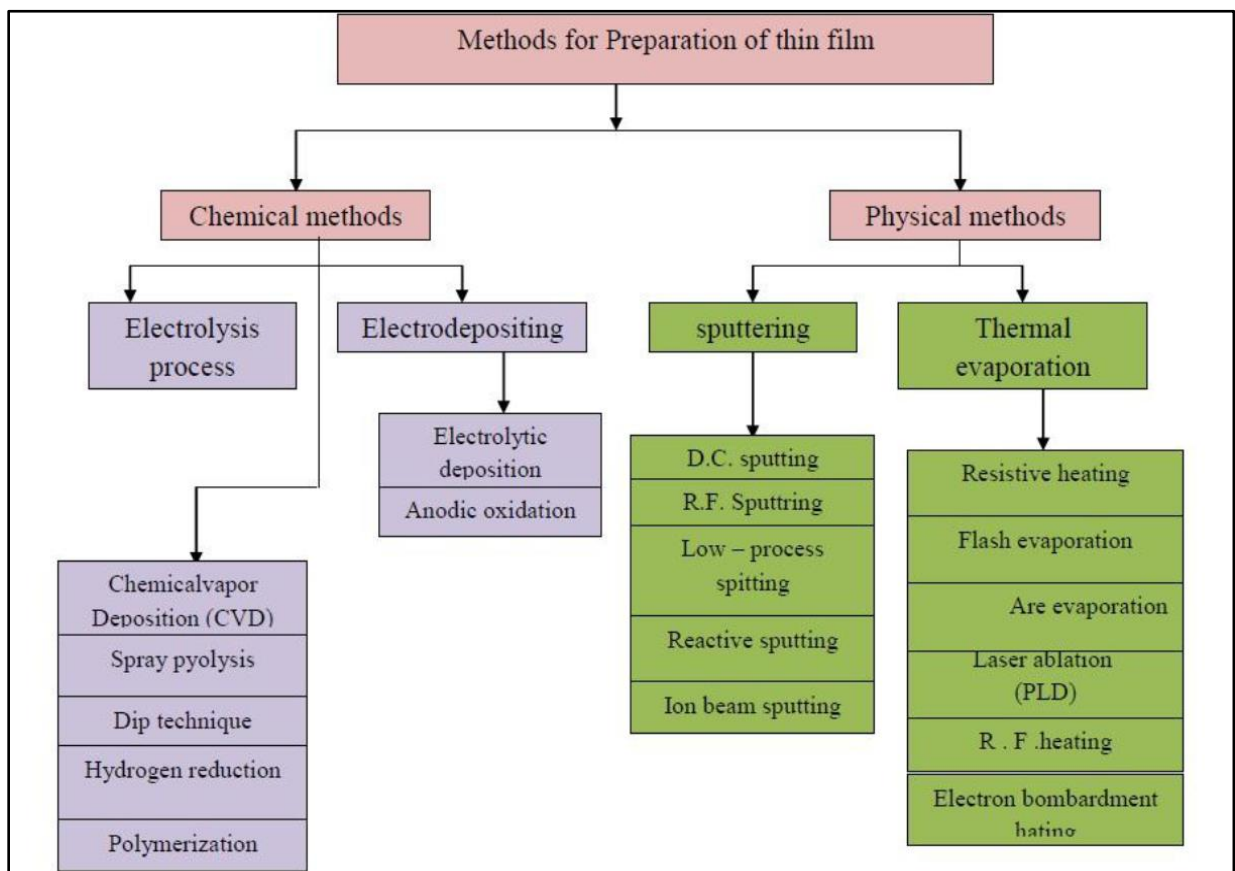 Methods for Preparation of thin film
Chemical methods
Physical methods
Electrolysis
process
Electrodepositing
sputtering
Thermal
evaporation
Electrolytic
deposition
Anodic oxidation
D.C. sputting
R.F. Sputtring
Low – process
spitting
Reactive sputting
Ion beam sputting
Resistive heating
Flash evaporation
Are evaporation
Laser ablation
(PLD)
R . F .heating
Electron bombardment
hating
Chemicalvapor
Deposition (CVD)
Spray pyolysis
Dip technique
Hydrogen reduction
Polymerization